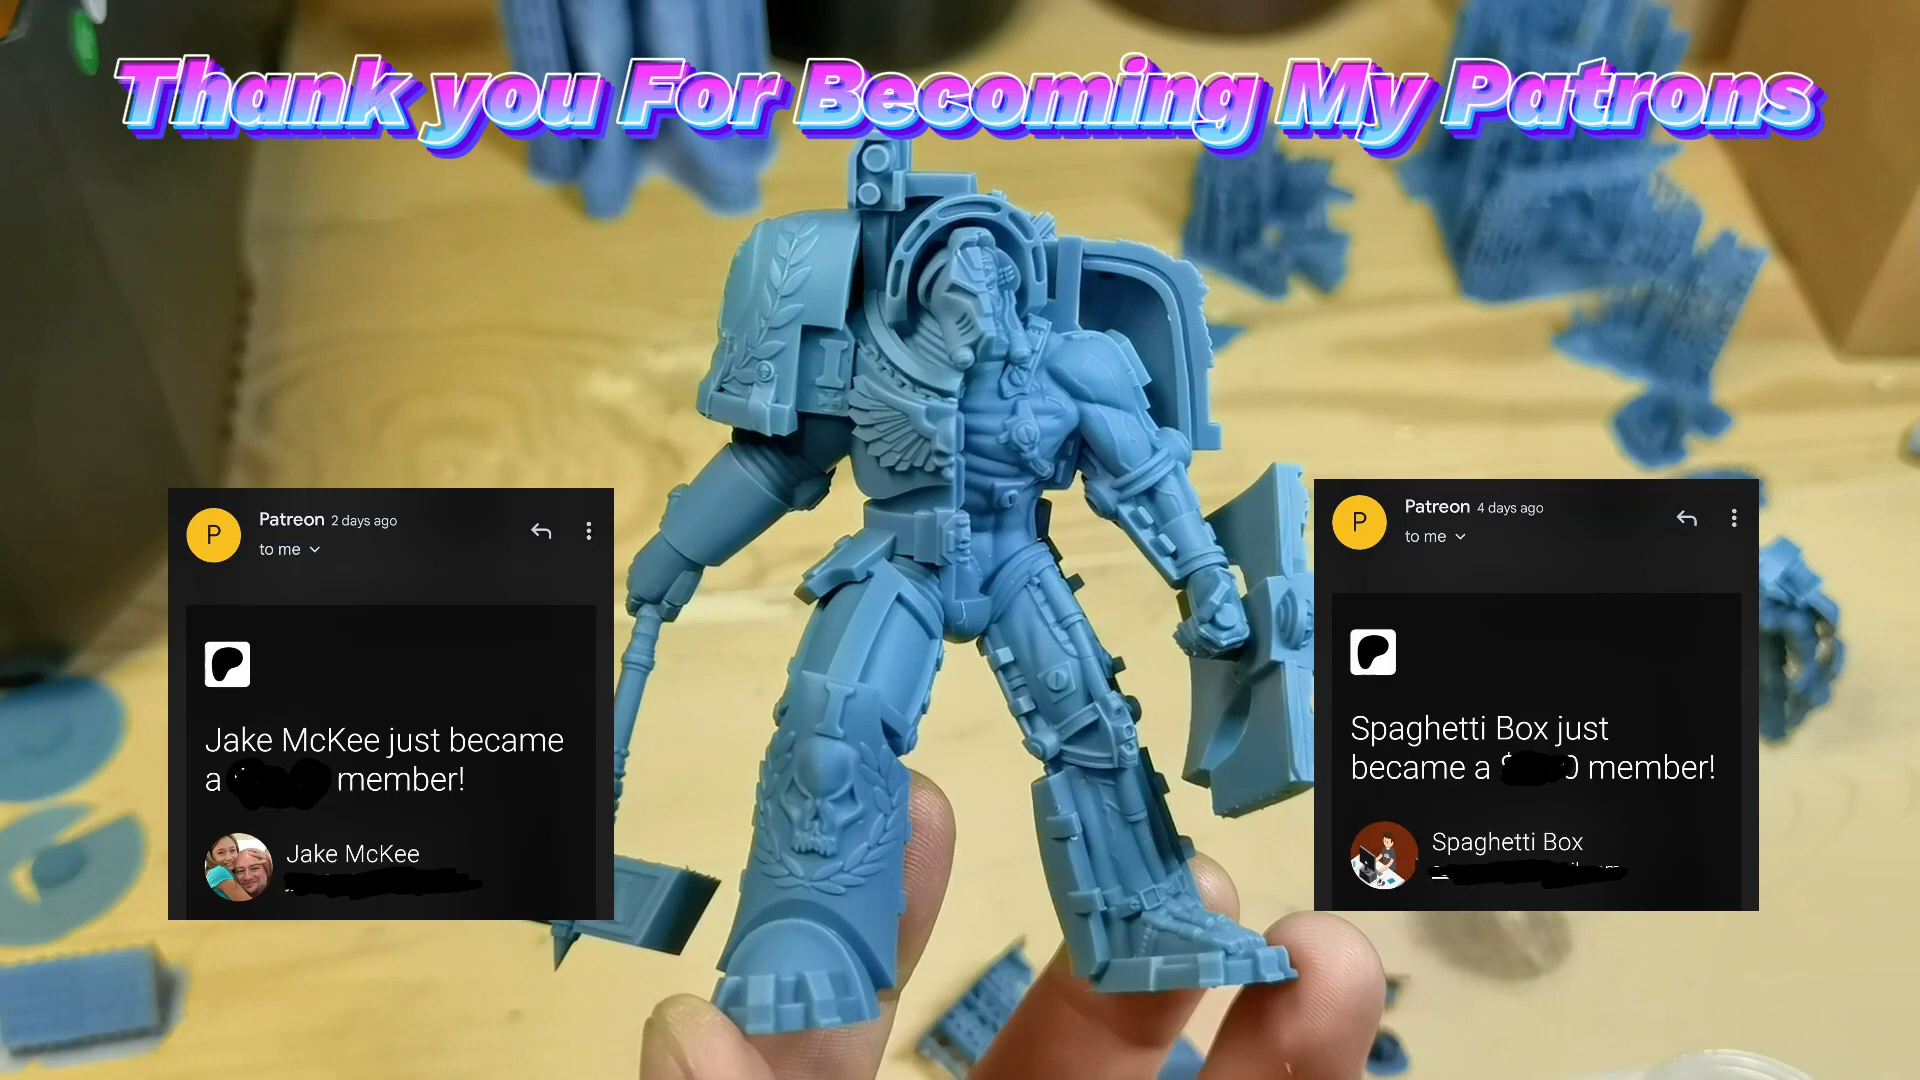 Thank you For Becoming My Patrons
P
Patreon 2 days ago
to me
Jake McKee just became
a member!
Jake McKee
P
Patreon 4 days ago
to me
Spaghetti Box just
became a member!
Spaghetti Box
I
I